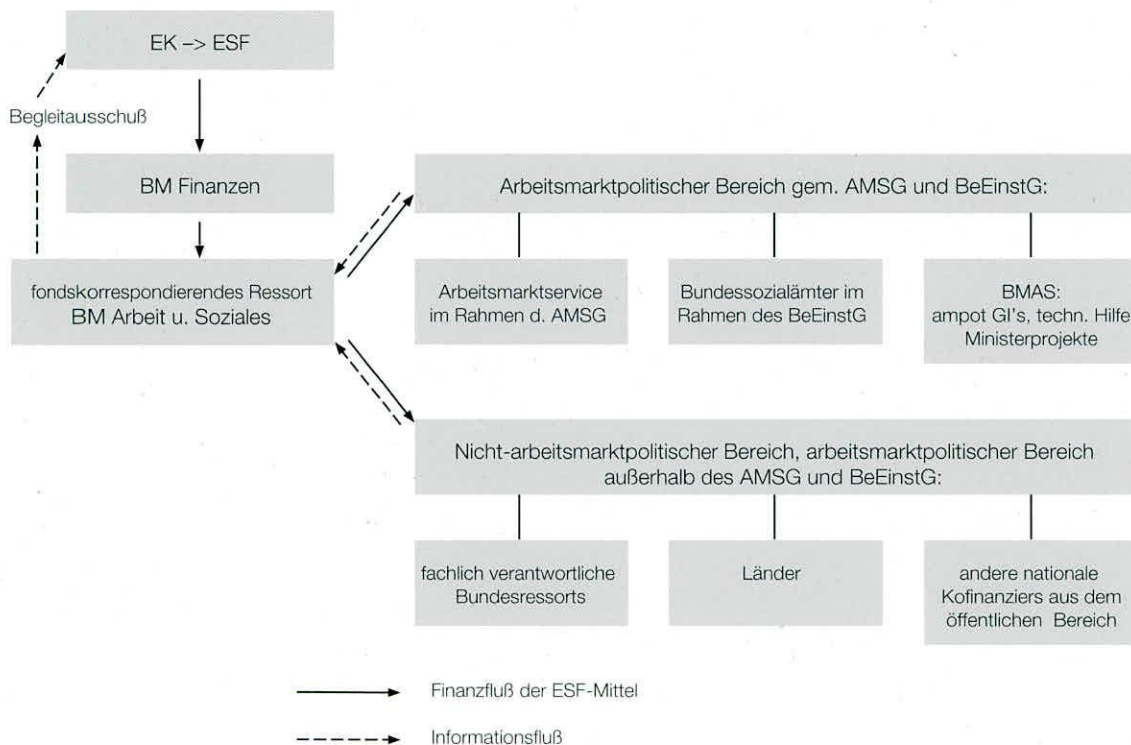 EK –> ESF
Begleitausschuß
BM Finanzen
fondskorrespondierendes Ressort
BM Arbeit u. Soziales
Arbeitsmarktpolitischer Bereich gem. AMSG und BeEinstG:
Arbeitsmarktservice
im Rahmen d. AMSG
Bundessozialämter im
Rahmen des BeEinstG
BMAS:
ampot GI's, techn. Hilfe
Ministerprojekte
Nicht-arbeitsmarktpolitischer Bereich, arbeitsmarktpolitischer Bereich
außerhalb des AMSG und BeEinstG:
fachlich verantwortliche
Bundesressorts
Länder
andere nationale
Kofinanziers aus dem
öffentlichen Bereich
Finanzfluß der ESF-Mittel
Informationsfluß